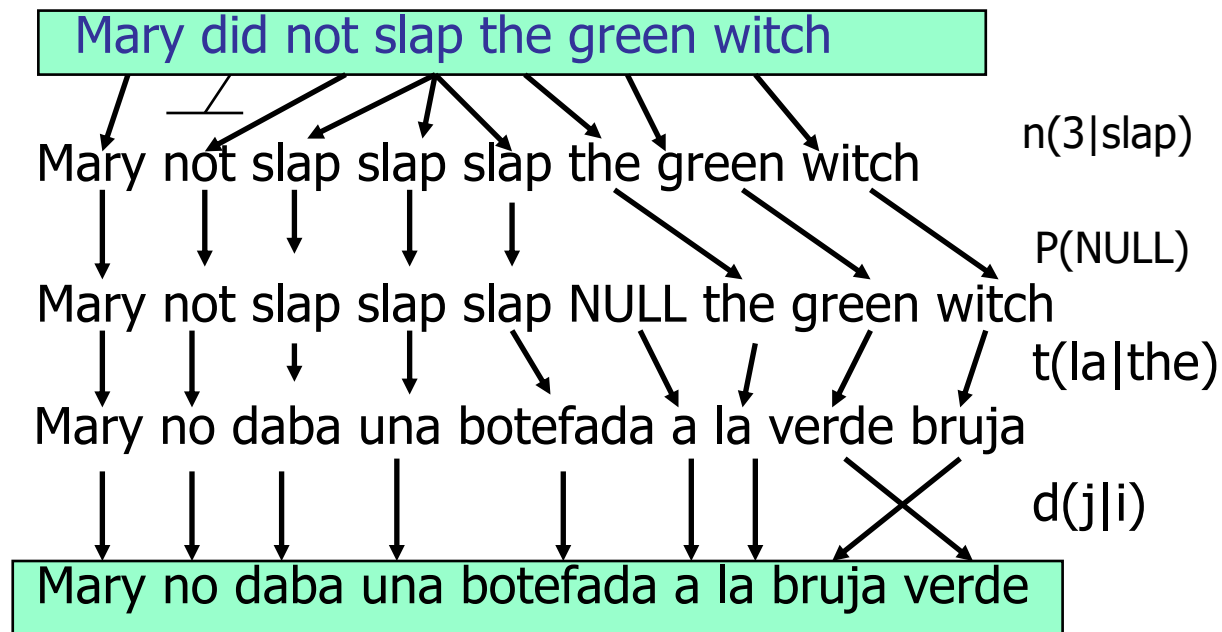 Mary did not slap the green witch
n(3|slap)
Mary not slap slap slap the green witch
P(NULL)
Mary not slap slap slap NULL the green witch
t(la|the)
Mary no daba una botefada a la verde bruja
d(j|i)
Mary no daba una botefada a la bruja verde